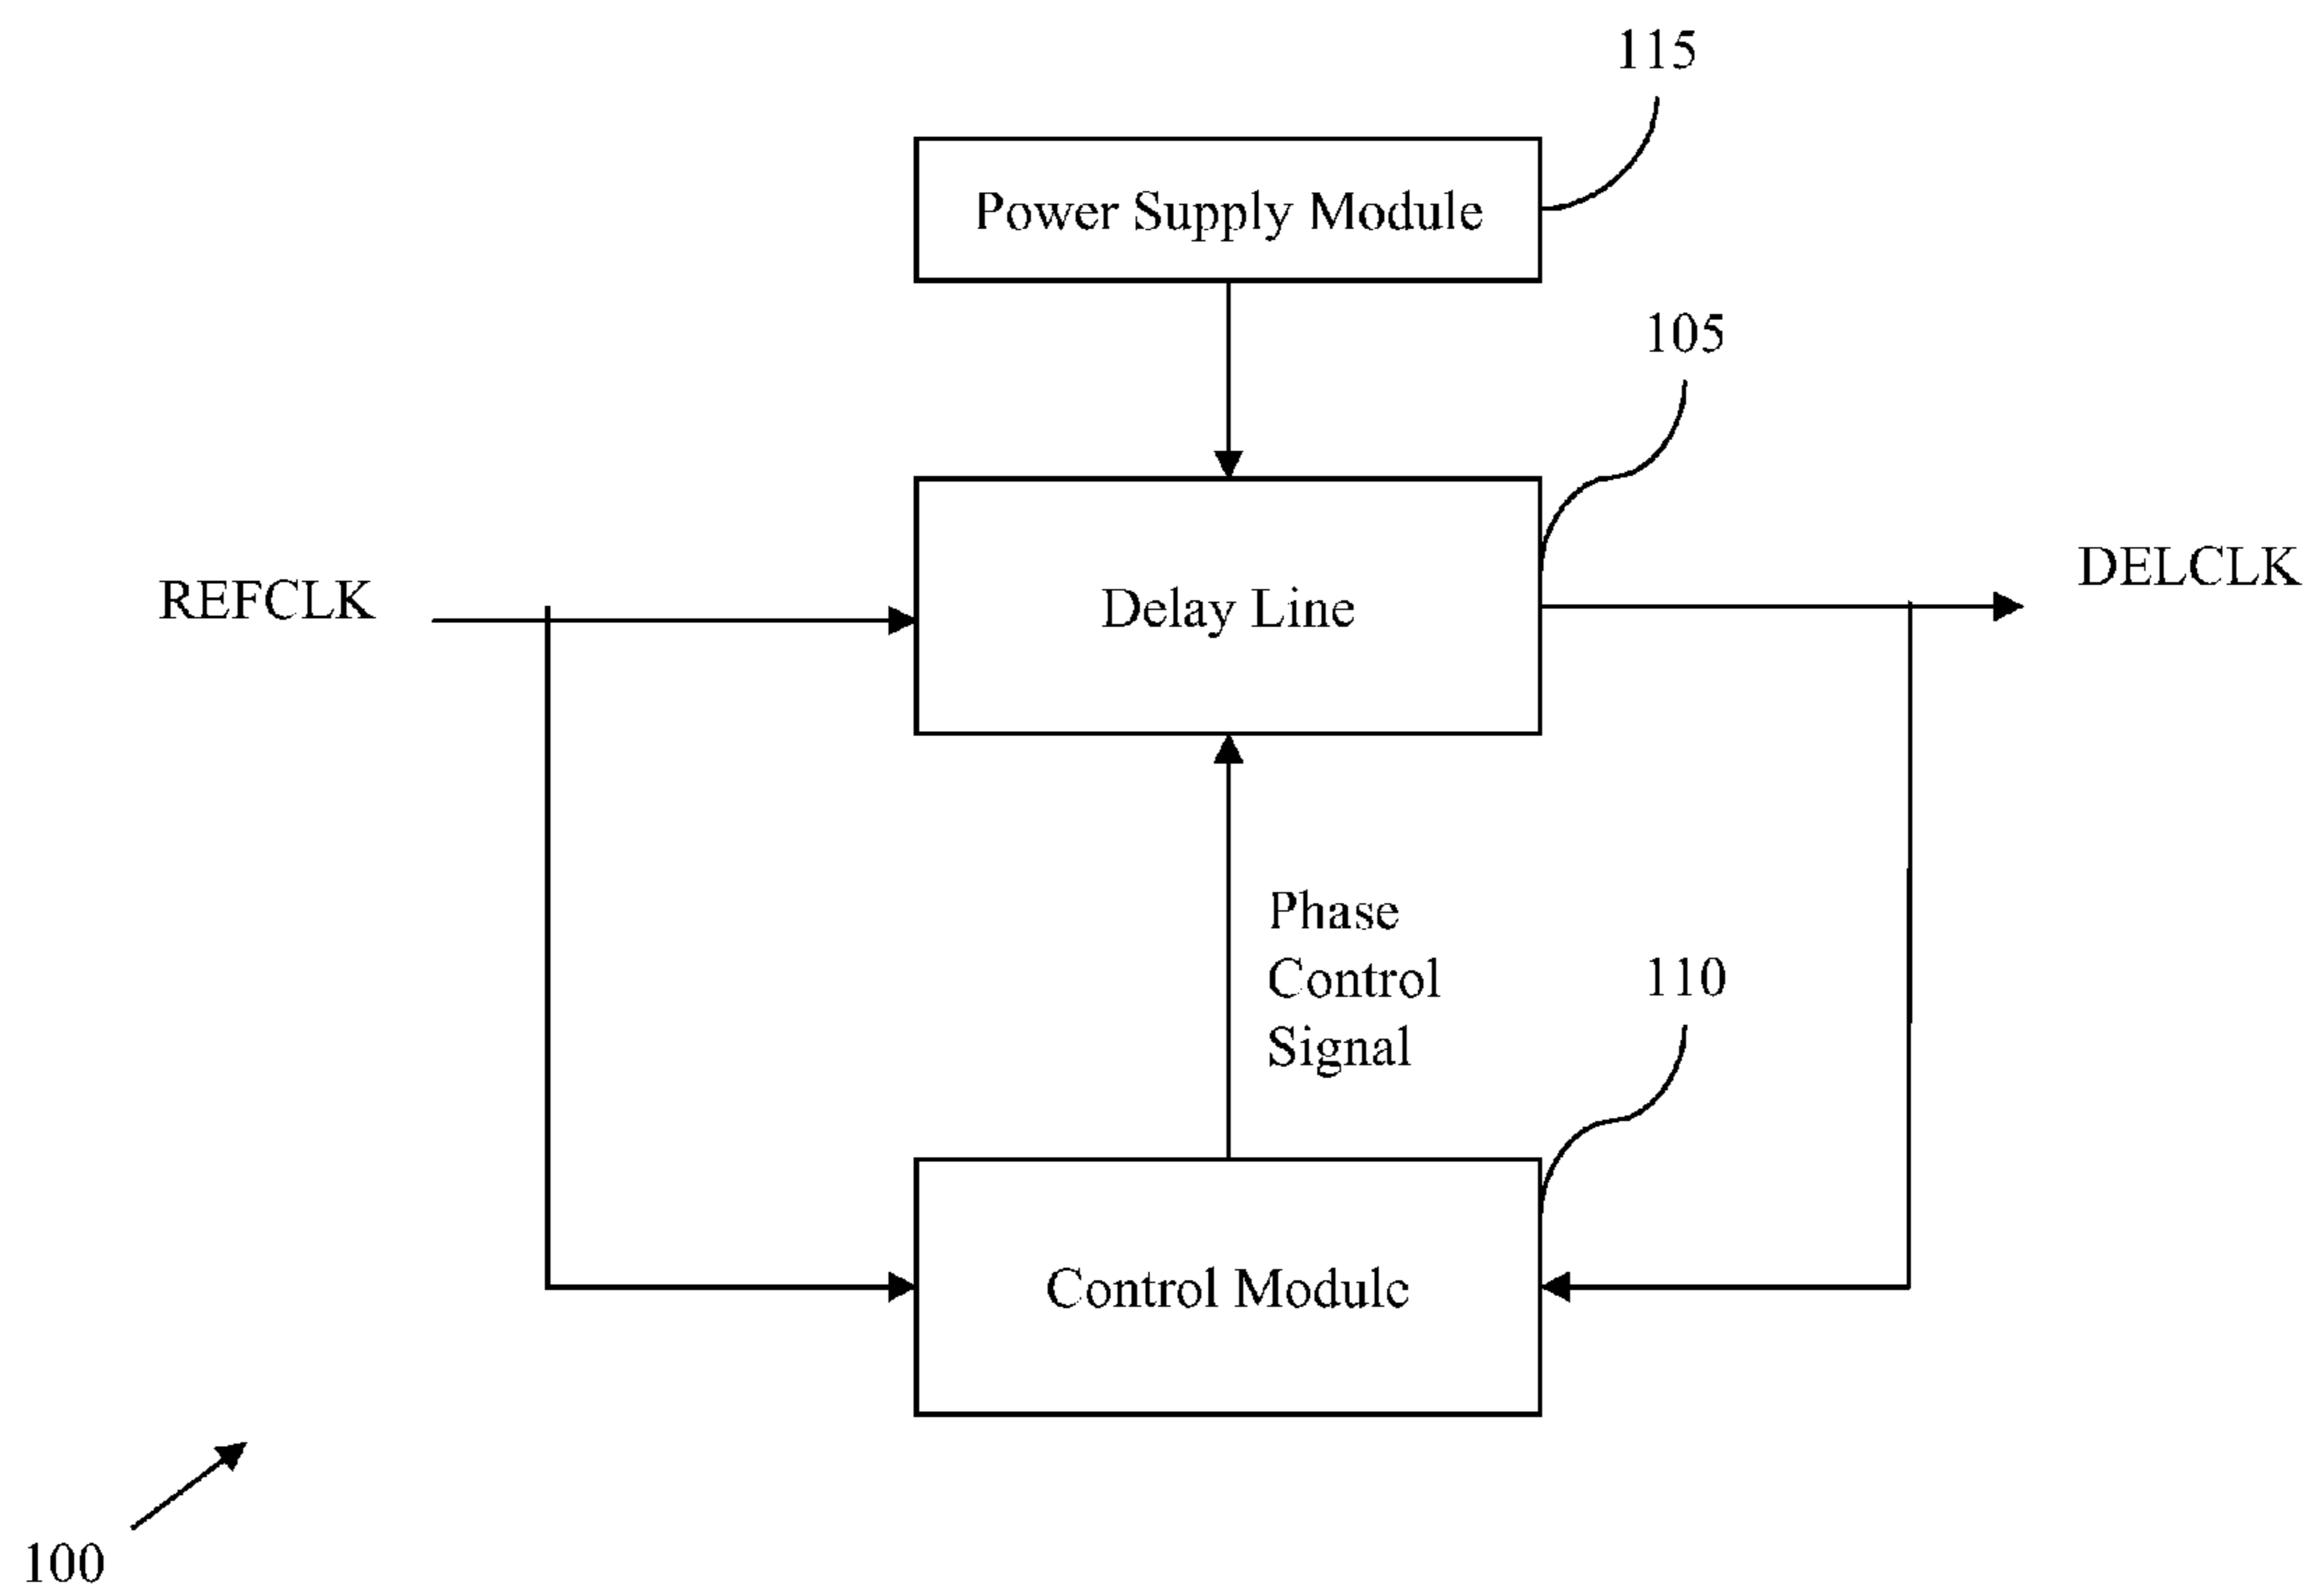 115
Power Supply Module
105
REFCLK
Delay Line
DELCLK
Phase
Control
Signal
110
Control Module
100